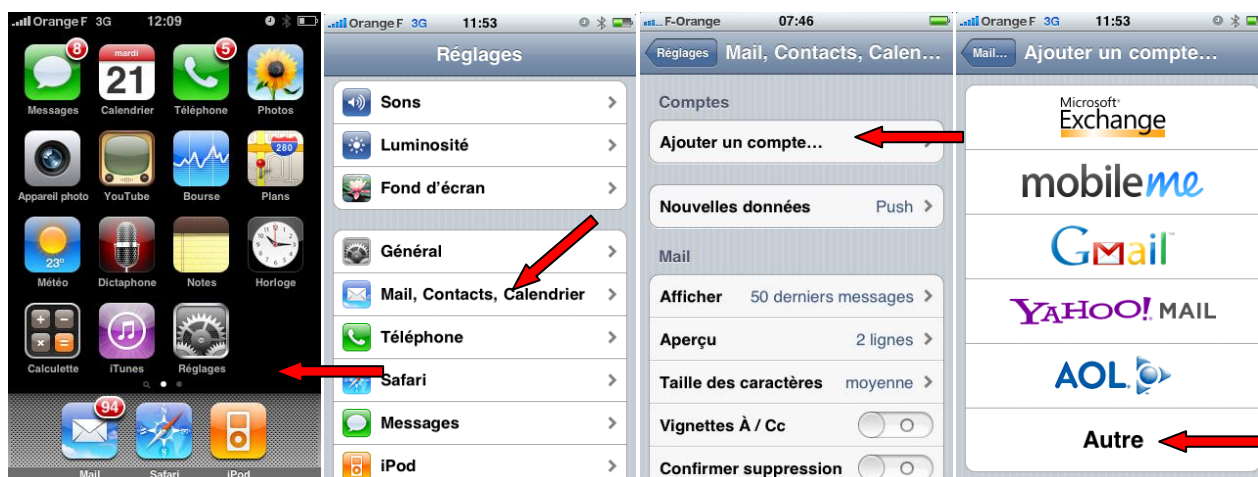 Orange F 3G 12:09
8
mardi
21
5
Messages Calendrier Téléphone Photos
280
Appareil photo YouTube Bourse Plans
23°
Météo Dictaphone Notes Horloge
Calculette iTunes Réglages
94
Mail Safari iPod
Orange F 3G 11:53
Réglages
Sons
Luminosité
Fond d'écran
Général
Mail, Contacts, Calendrier
Téléphone
Safari
Messages
iPod
F-Orange 07:46
Réglages Mail, Contacts, Calen...
Comptes
Ajouter un compte...
Nouvelles données Push
Mail
Afficher 50 derniers messages
Aperçu 2 lignes
Taille des caractères moyenne
Vignettes À / Cc
Confirmer suppression
Orange F 3G 11:53
Mail... Ajouter un compte...
Microsoft
Exchange
mobileme
Gmail
YAHOO! MAIL
AOL
Autre